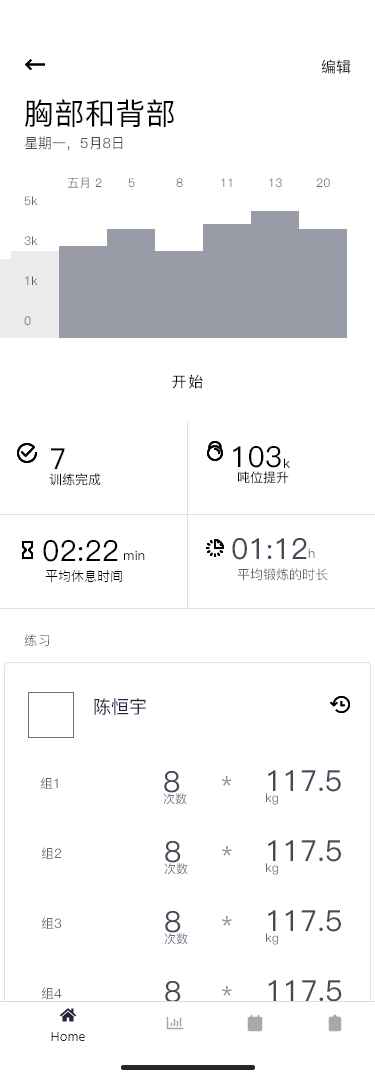 编辑
胸部和背部
星期一，5月8日
五月 2 5 8 11 13 20
5k
3k
1k
0
开始
7
训练完成
103k
吨位提升
02:22 min
平均休息时间
01:12h
平均锻炼的时长
练习
陈恒宇
组1 8 * 117.5
次数 kg
组2 8 * 117.5
次数 kg
组3 8 * 117.5
次数 kg
组4 8 * 117.5
Home